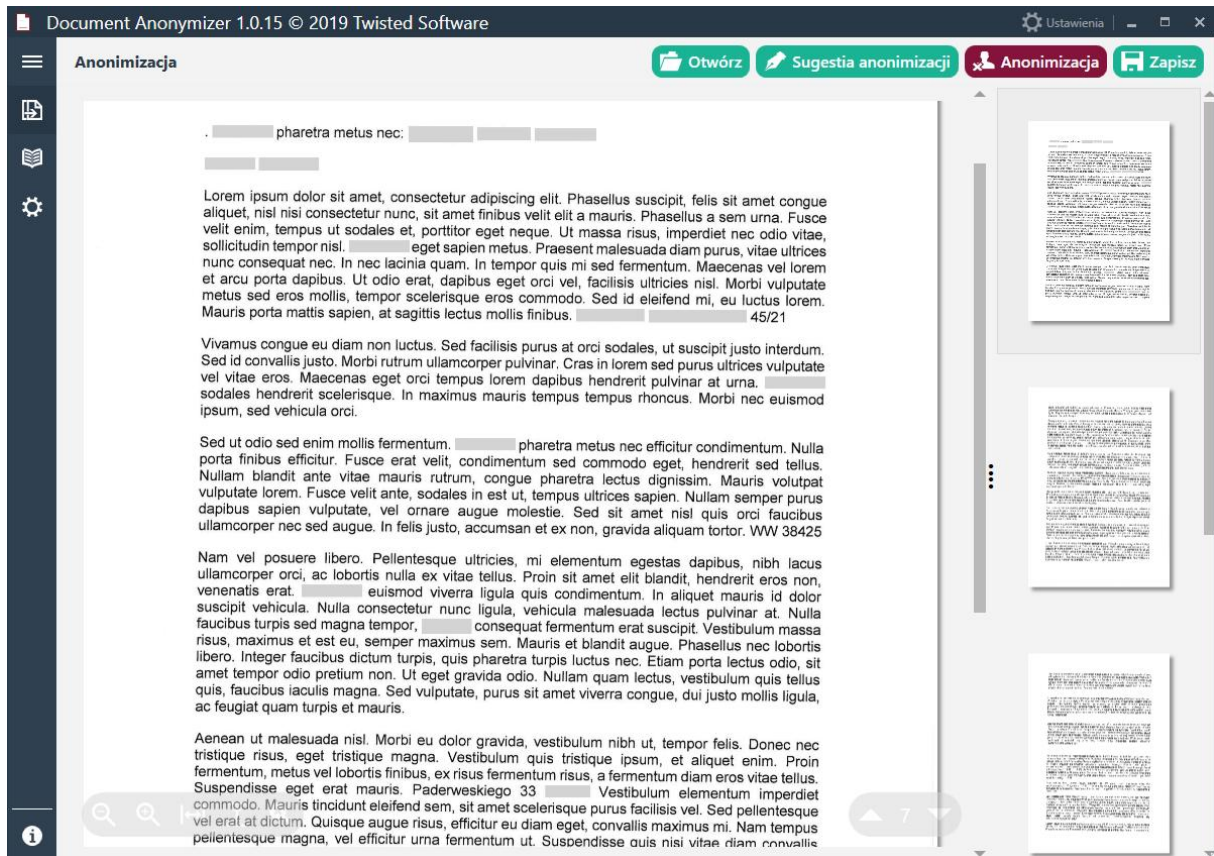 Document Anonymizer 1.0.15 © 2019 Twisted Software
Ustawienia
Anonimizacja
Otwórz
Sugestia anonimizacji
Anonimizacja
Zapisz
. pharetra metus nec:
Lorem ipsum dolor sit amet, consectetur adipiscing elit. Phasellus suscipit, felis sit amet congue
aliquet, nisl nisi consectetur nunc, sit amet finibus velit elit a mauris. Phasellus a sem urna. Fusce
velit enim, tempus ut sodales et, porttitor eget neque. Ut massa risus, imperdiet nec odio vitae,
sollicitudin tempor nisl. eget sapien metus. Praesent malesuada diam purus, vitae ultrices
nunc consequat nec. In nec lacinia quam. In tempor quis mi sed fermentum. Maecenas vel lorem
et arcu porta dapibus. Ut odio erat, dapibus eget orci vel, facilisis ultricies nisl. Morbi vulputate
metus sed eros mollis, tempor scelerisque eros commodo. Sed id eleifend mi, eu luctus lorem.
Mauris porta mattis sapien, at sagittis lectus mollis finibus. 45/21
Vivamus congue eu diam non luctus. Sed facilisis purus at orci sodales, ut suscipit justo interdum.
Sed id convallis justo. Morbi rutrum ullamcorper pulvinar. Cras in lorem sed purus ultrices vulputate
vel vitae eros. Maecenas eget orci tempus lorem dapibus hendrerit pulvinar at urna.
sodales hendrerit scelerisque. In maximus mauris tempus tempus rhoncus. Morbi nec euismod
ipsum, sed vehicula orci.
Sed ut odio sed enim mollis fermentum. pharetra metus nec efficitur condimentum. Nulla
porta finibus efficitur. Fusce erat velit, condimentum sed commodo eget, hendrerit sed tellus.
Nullam blandit ante vitae mauris rutrum, congue pharetra lectus dignissim. Mauris volutpat
vulputate lorem. Fusce velit ante, sodales in est ut, tempus ultrices sapien. Nullam semper purus
dapibus sapien vulputate, vel ornare augue molestie. Sed sit amet nisl quis orci faucibus
ullamcorper nec sed augue. In felis justo, accumsan et ex non, gravida aliquam tortor. WW 38425
Nam vel posuere libero. Pellentesque ultricies, mi elementum egestas dapibus, nibh lacus
ullamcorper orci, ac lobortis nulla ex vitae tellus. Proin sit amet elit blandit, hendrerit eros non,
venenatis erat. euismod viverra ligula quis condimentum. In aliquet mauris id dolor
suscipit vehicula. Nulla consectetur nunc ligula, vehicula malesuada lectus pulvinar at. Nulla
faucibus turpis sed magna tempor, consequat fermentum erat suscipit. Vestibulum massa
risus, maximus et est eu, semper maximus sem. Mauris et blandit augue. Phasellus nec lobortis
libero. Integer faucibus dictum turpis, quis pharetra turpis luctus nec. Etiam porta lectus odio, sit
amet tempor odio pretium non. Ut eget gravida odio. Nullam quam lectus, vestibulum quis tellus
quis, faucibus iaculis magna. Sed vulputate, purus sit amet viverra congue, dui justo mollis ligula,
ac feugiat quam turpis et mauris.
Aenean ut malesuada nisl. Morbi eu dolor gravida, vestibulum nibh ut, tempor felis. Donec nec
tristique risus, eget tristique magna. Vestibulum quis tristique ipsum, et aliquet enim. Proin
fermentum, metus vel lobortis finibus, ex risus fermentum risus, a fermentum diam eros vitae tellus.
Suspendisse eget erat mauris. Paderweskiego 33 Vestibulum elementum imperdiet
commodo. Mauris tincidunt eleifend sem, sit amet scelerisque purus facilisis vel. Sed pellentesque
vel erat at dictum. Quisque augue risus, efficitur eu diam eget, convallis maximus mi. Nam tempus
pellentesque magna, vel efficitur urna fermentum ut. Suspendisse quis nisi vitae diam convallis
7